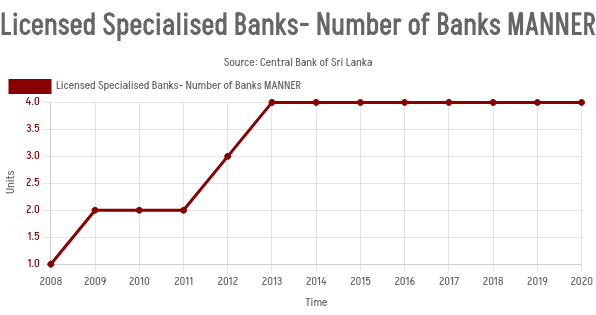 Licensed Specialised Banks- Number of Banks MANNER
Source: Central Bank of Sri Lanka
Licensed Specialised Banks- Number of Banks MANNER
4.0
3.5
3.0
2.5
2.0
1.5
1.0
Units
2008 2009 2010 2011 2012 2013 2014 2015 2016 2017 2018 2019 2020
Time